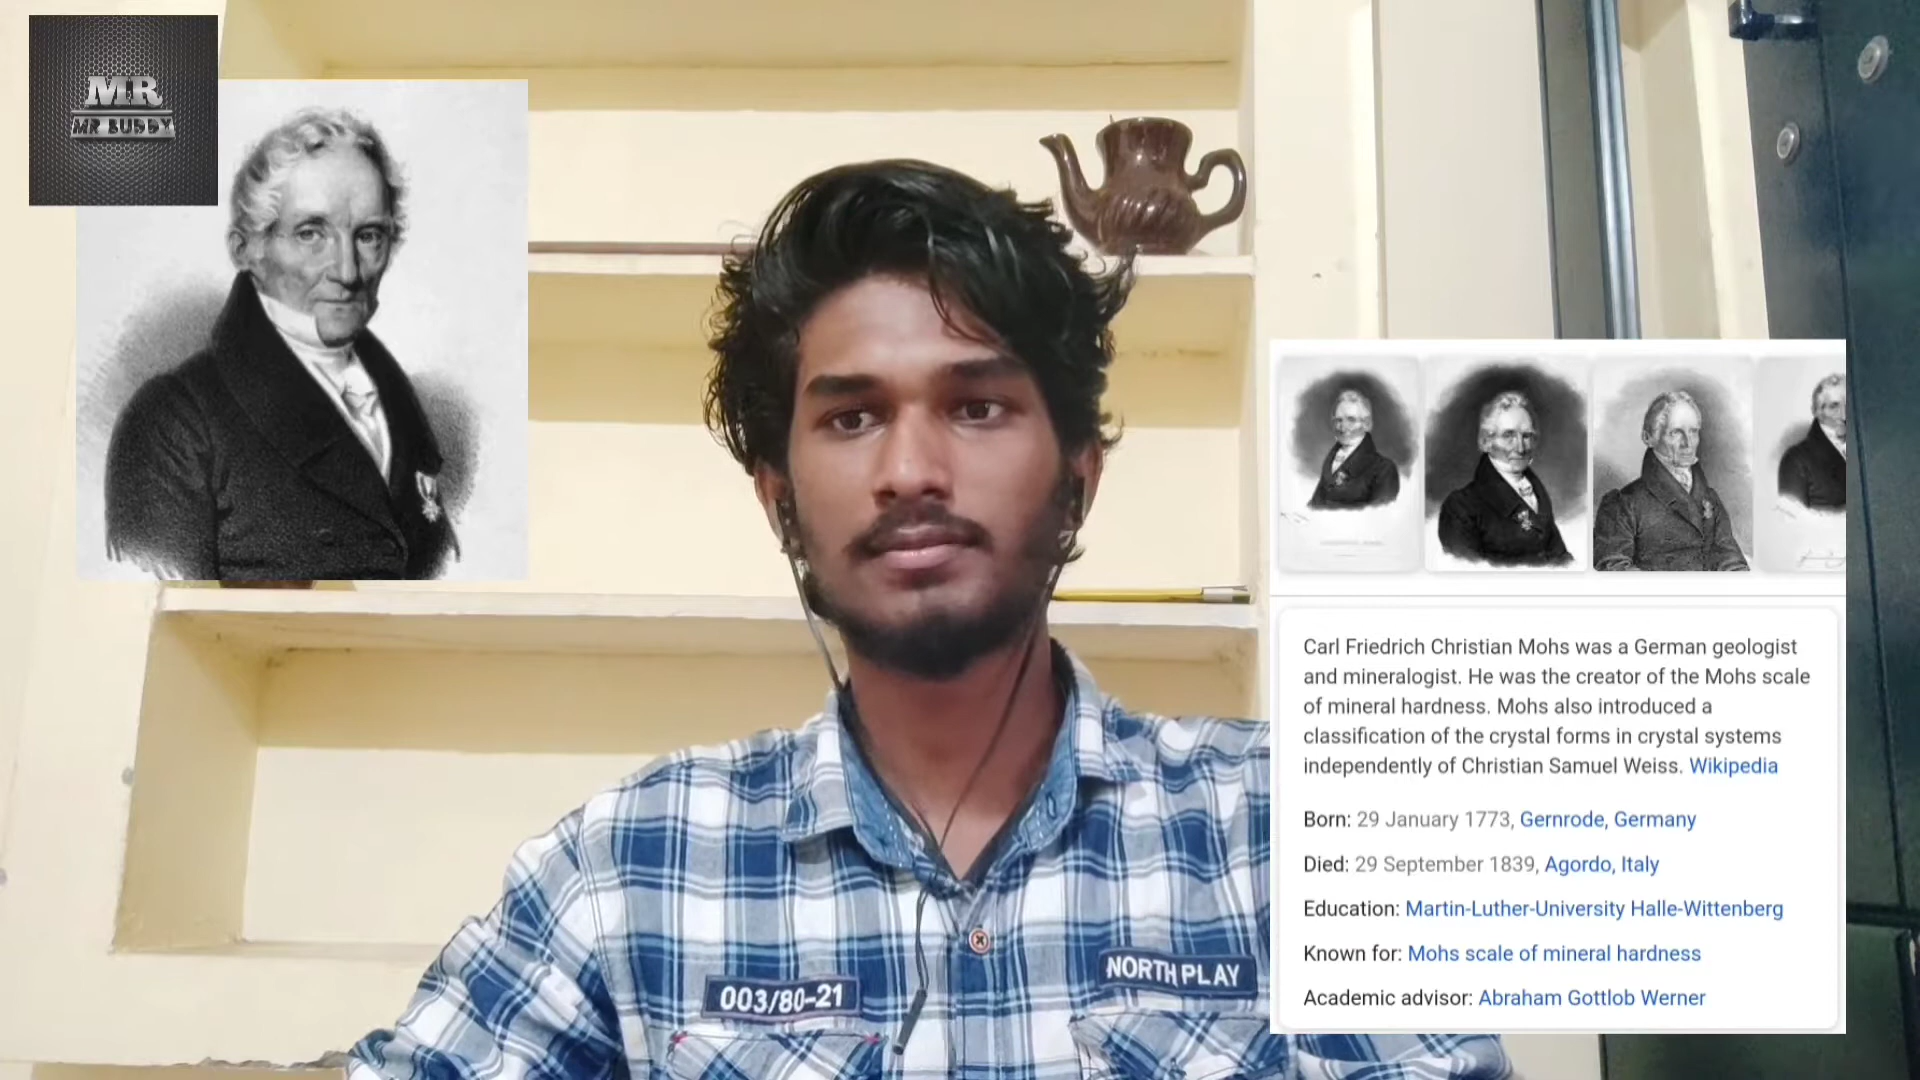 MR
MR BUDDY
Carl Friedrich Christian Mohs was a German geologist
and mineralogist. He was the creator of the Mohs scale
of mineral hardness. Mohs also introduced a
classification of the crystal forms in crystal systems
independently of Christian Samuel Weiss. Wikipedia
Born: 29 January 1773, Gernrode, Germany
Died: 29 September 1839, Agordo, Italy
Education: Martin-Luther-University Halle-Wittenberg
Known for: Mohs scale of mineral hardness
Academic advisor: Abraham Gottlob Werner
003/80-21
NORTH PLAY